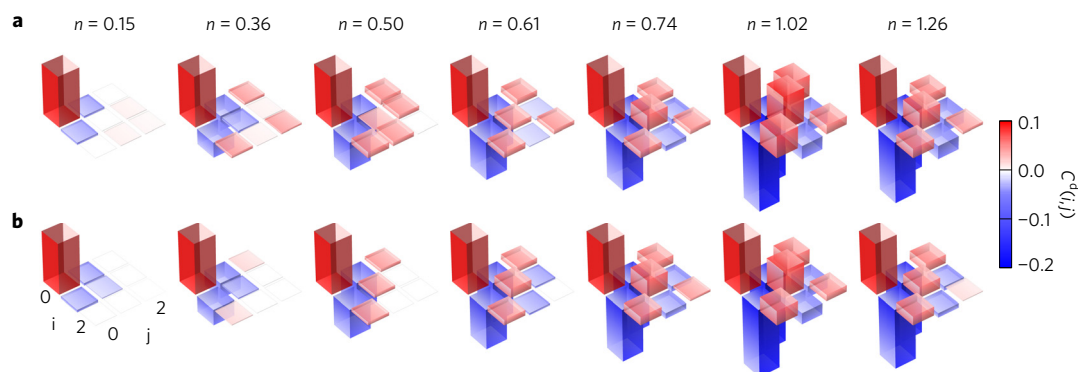 a
n = 0.15 n = 0.36 n = 0.50 n = 0.61 n = 0.74 n = 1.02 n = 1.26
0.1
0.0
−0.1
−0.2
Cᵈ(i,j)
b
0
i
2
0
j
2